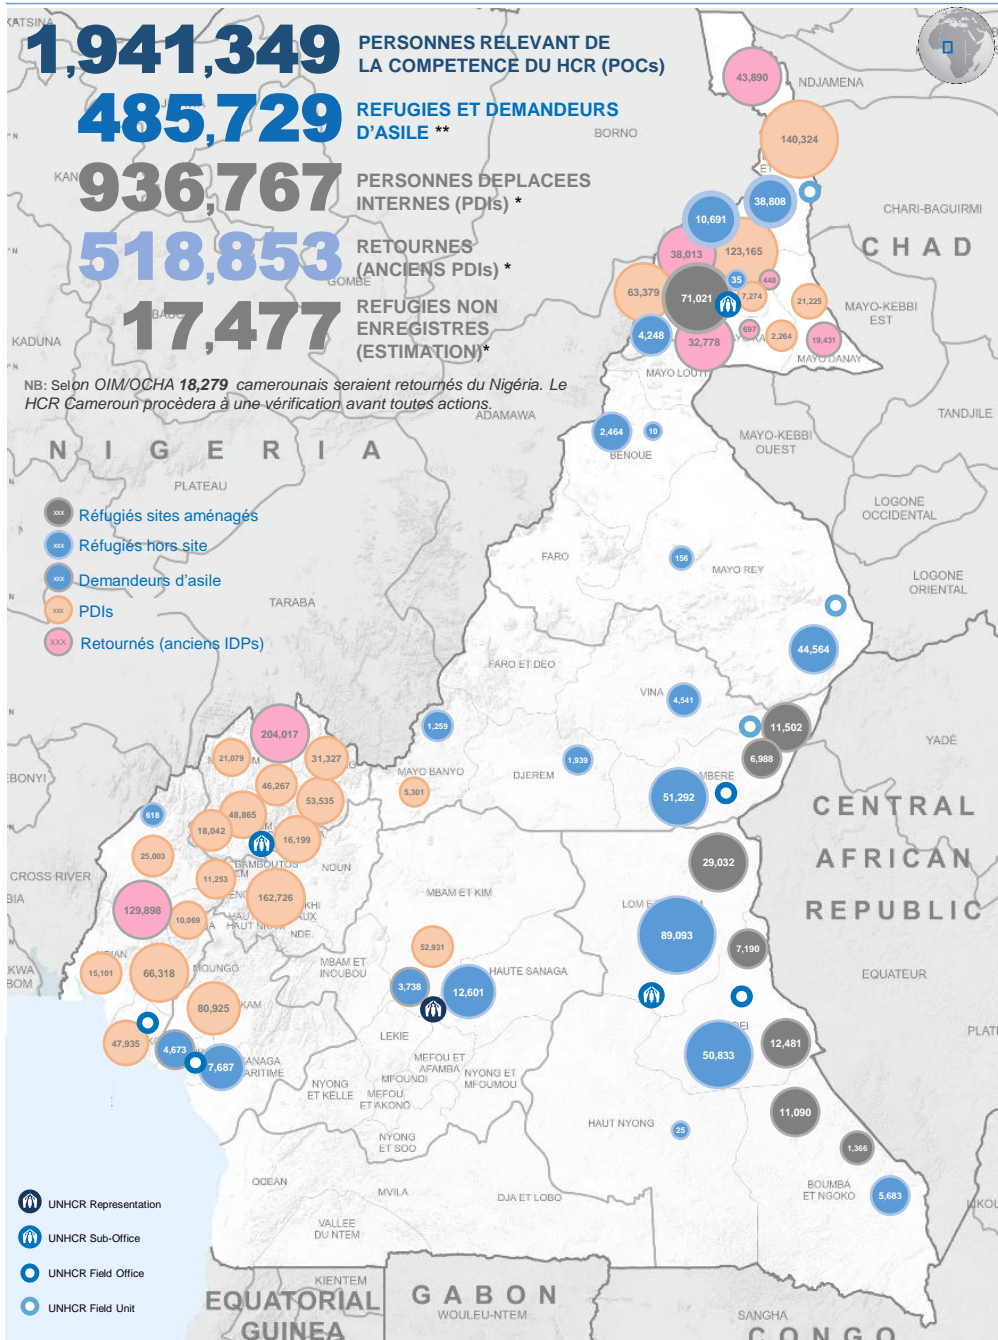 1,941,349
PERSONNES RELEVANT DE
LA COMPETENCE DU HCR (POCs)
485,729
REFUGIES ET DEMANDEURS
D'ASILE **
936,767
PERSONNES DEPLACEES
INTERNES (PDIs) *
518,853
RETOURNES
(ANCIENS PDIs) *
17,477
REFUGIES NON
ENREGISTRES
(ESTIMATION)*
NB: Selon OIM/OCHA 18,279 camerounais seraient retournés du Nigéria. Le
HCR Cameroun procèdera à une vérification avant toutes actions.
KATSINA
BORNO
KADUNA
GOMBE
ADAMAWA
NIGERIA
PLATEAU
TARABA
xxx Réfugiés sites aménagés
xxx Réfugiés hors site
xxx Demandeurs d'asile
xxx PDIs
xxx Retournés (anciens IDPs)
43,890
NDJAMENA
140,324
38,808
10,691
CHARI-BAGUIRMI
CHAD
38,013
123,165
35
448
63,379
71,021
7,274
21,225
MAYO-KEBBI
EST
4,248
32,778
697
2,264
19,431
MAYO LOUTI
MAYO DANAY
TANDJILE
2,464
10
BENOUE
MAYO-KEBBI
OUEST
LOGONE
OCCIDENTAL
FARO
156
MAYO REY
LOGONE
ORIENTAL
44,564
FARO ET DEO
VINA
4,541
1,259
11,502
YADÉ
204,017
21,079
31,327
6,988
1,939
MAYO BANYO
DJEREM
MBERE
46,267
53,535
5,301
51,292
618
48,865
18,042
16,199
CENTRAL
AFRICAN
REPUBLIC
25,003
BAMBOUTOS
NOUN
29,032
CROSS RIVER
11,253
162,726
MBAM ET KIM
129,898
10,069
NDE
89,093
7,190
52,931
MBAM ET
INOUBOU
HAUTE SANAGA
EQUATEUR
15,101
66,318
MOUNGO
3,738
12,601
80,925
LEKIE
47,935
4,673
7,687
50,833
12,481
MEFOU ET
AFAMBA
MFOUNDI
NYONG ET
MFOUMOU
NYONG
ET KELLE
MEFOU
ET AKONO
11,090
HAUT NYONG
25
NYONG
ET SOO
1,366
OCEAN
MVILA
DJA ET LOBO
BOUMBA
ET NGOKO
5,683
VALLEE
DU NTEM
UNHCR Representation
UNHCR Sub-Office
UNHCR Field Office
UNHCR Field Unit
KIENTEM
EQUATORIAL
GUINEA
GABON
WOULEU-NTEM
SANGHA
CONGO